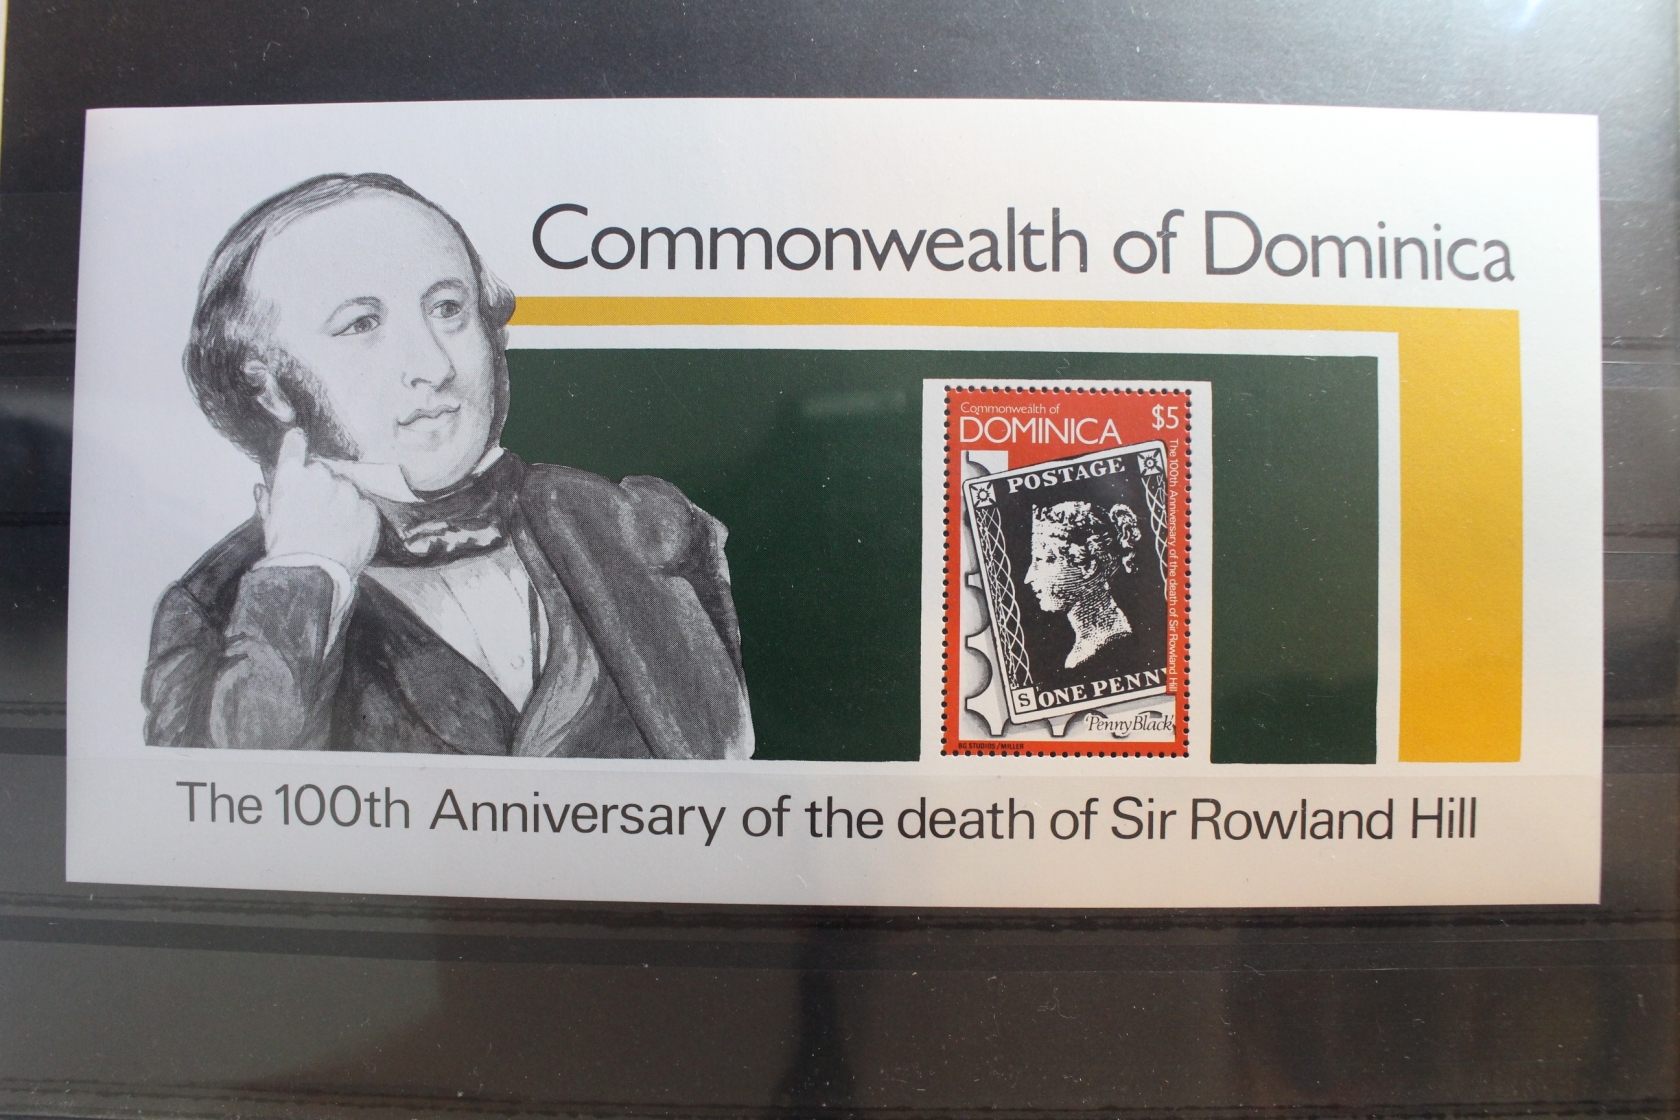 Commonwealth of Dominica
Commonwealth of
DOMINICA
$5
The 100th Anniversary of the death of Sir Rowland Hill
POSTAGE
S ONE PENN
Penny Black
BG STUDIOS/MILLER
The 100th Anniversary of the death of Sir Rowland Hill